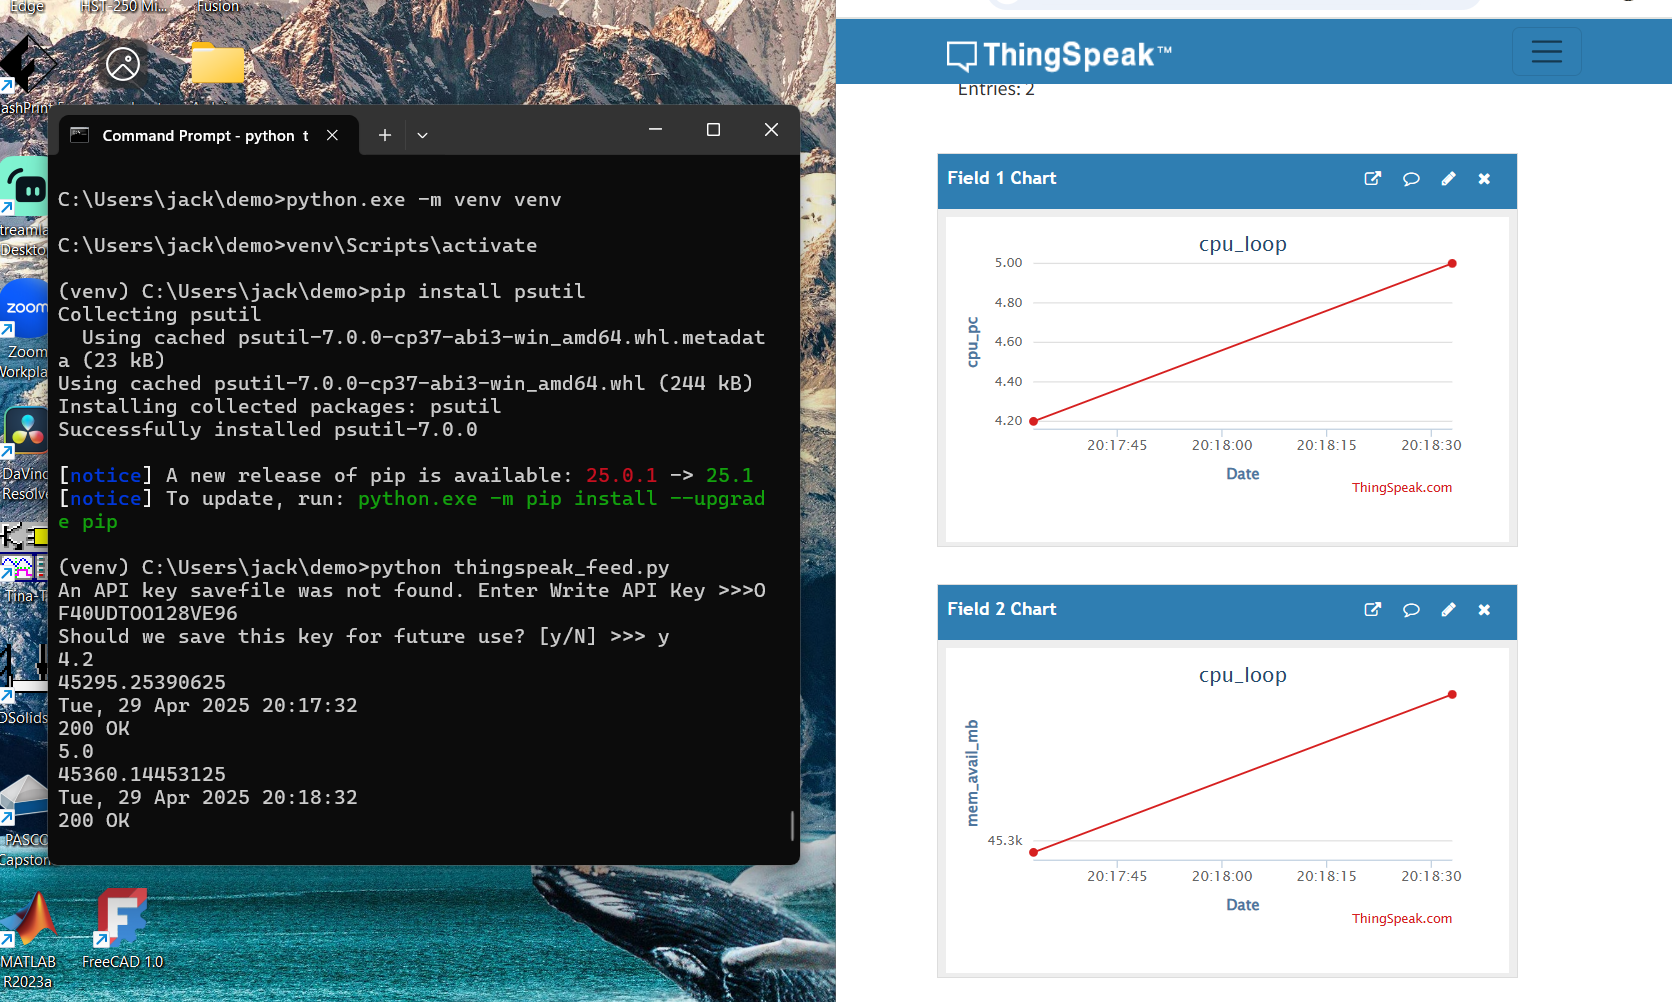 Edge
HST-250 Mi...
Fusion
ashPrin
Streamla
Deskto
zoom
Zoom
Workpla
DaVinc
Resolve
Tina-T
DSolids
PASCO
Capston
MATLAB
R2023a
FreeCAD 1.0
Command Prompt - python t
C:\Users\jack\demo>python.exe -m venv venv
C:\Users\jack\demo>venv\Scripts\activate
(venv) C:\Users\jack\demo>pip install psutil
Collecting psutil
Using cached psutil-7.0.0-cp37-abi3-win_amd64.whl.metadat
a (23 kB)
Using cached psutil-7.0.0-cp37-abi3-win_amd64.whl (244 kB)
Installing collected packages: psutil
Successfully installed psutil-7.0.0
[notice] A new release of pip is available: 25.0.1 -> 25.1
[notice] To update, run: python.exe -m pip install --upgrad
e pip
(venv) C:\Users\jack\demo>python thingspeak_feed.py
An API key savefile was not found. Enter Write API Key >>>O
F40UDTOO128VE96
Should we save this key for future use? [y/N] >>> y
4.2
45295.25390625
Tue, 29 Apr 2025 20:17:32
200 OK
5.0
45360.14453125
Tue, 29 Apr 2025 20:18:32
200 OK
ThingSpeak™
Entries: 2
Field 1 Chart
cpu_loop
cpu_pc
5.00
4.80
4.60
4.40
4.20
20:17:45 20:18:00 20:18:15 20:18:30
Date
ThingSpeak.com
Field 2 Chart
cpu_loop
mem_avail_mb
45.3k
20:17:45 20:18:00 20:18:15 20:18:30
Date
ThingSpeak.com